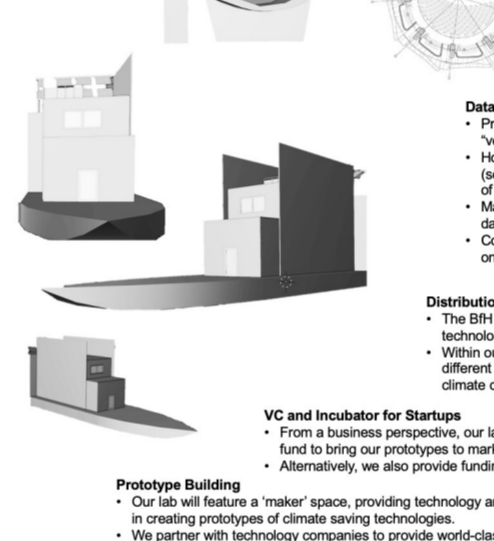 Data
• Pr
"v
• Ho
(s
of
• Ma
da
• Co
on
Distributio
• The BfH
technolo
• Within ou
different
climate c
VC and Incubator for Startups
• From a business perspective, our la
fund to bring our prototypes to mark
• Alternatively, we also provide fundin
Prototype Building
• Our lab will feature a 'maker' space, providing technology an
in creating prototypes of climate saving technologies.
• We partner with technology companies to provide world-clas